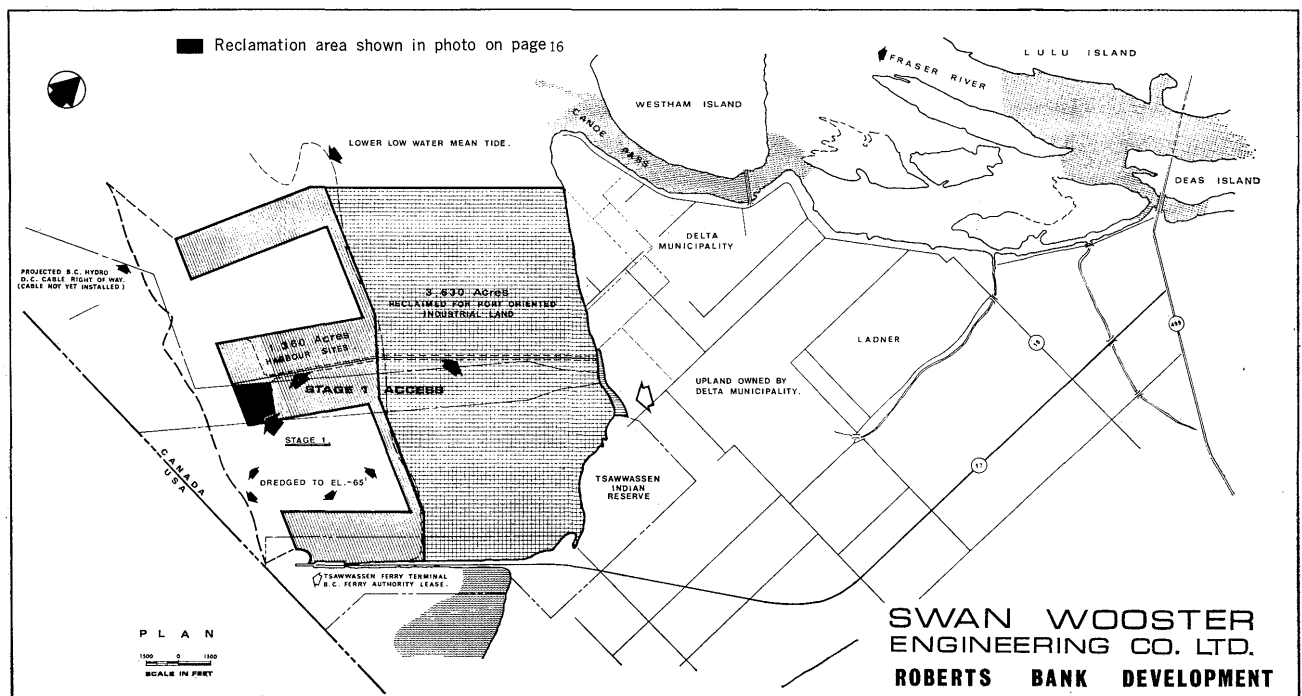 Reclamation area shown in photo on page 16
LULU ISLAND
FRASER RIVER
WESTHAM ISLAND
CANOE PASS
DEAS ISLAND
LOWER LOW WATER MEAN TIDE.
DELTA
MUNICIPALITY
PROJECTED B.C. HYDRO
D.C. CABLE RIGHT OF WAY.
(CABLE NOT YET INSTALLED)
3,630 Acres
RECLAIMED FOR PORT ORIENTED
INDUSTRIAL LAND
1,360 Acres
HARBOUR SITES
499
LADNER
10
STAGE 1 ACCESS
UPLAND OWNED BY
DELTA MUNICIPALITY.
STAGE 1
CANADA
USA
DREDGED TO EL.-65'
TSAWWASSEN
INDIAN
RESERVE
17
TSAWWASSEN FERRY TERMINAL
B.C. FERRY AUTHORITY LEASE.
PLAN
1500 0 1500
SCALE IN FEET
SWAN WOOSTER
ENGINEERING CO. LTD.
ROBERTS BANK DEVELOPMENT